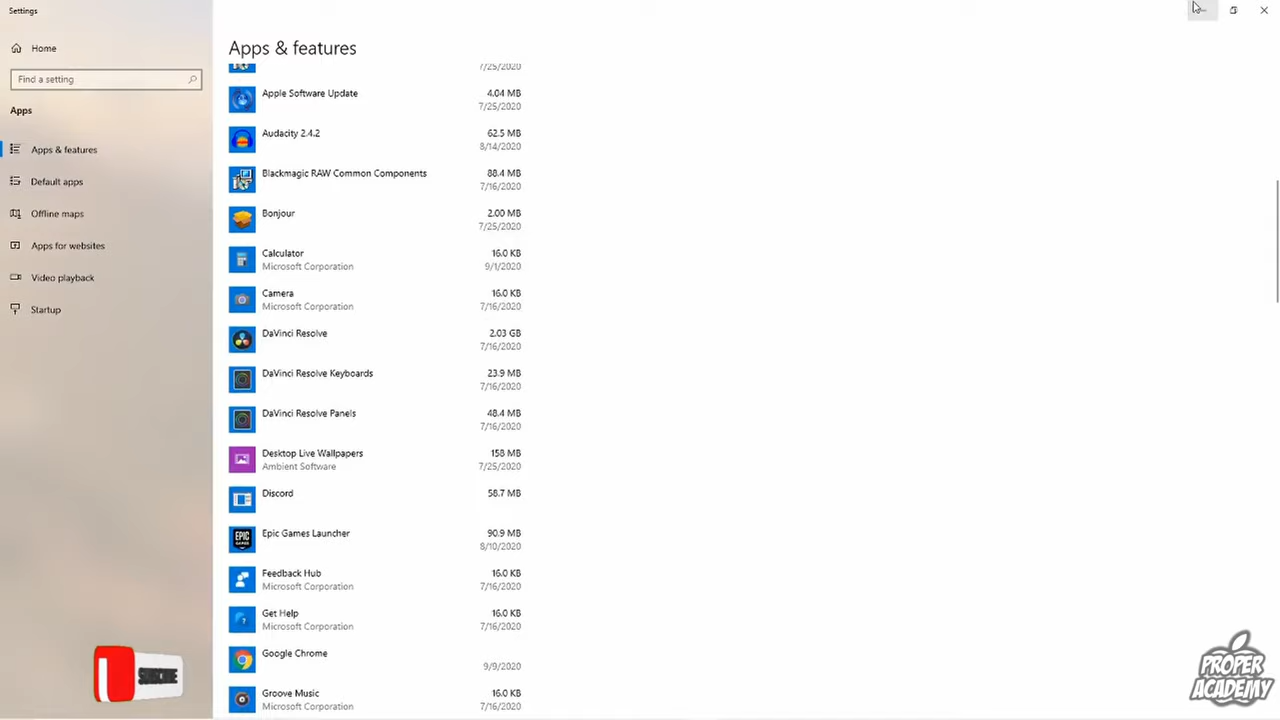 Settings
Home
Find a setting
Apps
Apps & features
Default apps
Offline maps
Apps for websites
Video playback
Startup
Apps & features
7/25/2020
Apple Software Update 4.04 MB
7/25/2020
Audacity 2.4.2 62.5 MB
8/14/2020
Blackmagic RAW Common Components 88.4 MB
7/16/2020
Bonjour 2.00 MB
7/25/2020
Calculator 16.0 KB
Microsoft Corporation 9/1/2020
Camera 16.0 KB
Microsoft Corporation 7/16/2020
DaVinci Resolve 2.03 GB
7/16/2020
DaVinci Resolve Keyboards 23.9 MB
7/16/2020
DaVinci Resolve Panels 48.4 MB
7/16/2020
Desktop Live Wallpapers 158 MB
Ambient Software 7/25/2020
Discord 58.7 MB
Epic Games Launcher 90.9 MB
8/10/2020
EPIC
GAMES
Feedback Hub 16.0 KB
Microsoft Corporation 7/16/2020
Get Help 16.0 KB
Microsoft Corporation 7/16/2020
Google Chrome
9/9/2020
Groove Music 16.0 KB
Microsoft Corporation 7/16/2020
SUBSCRIBE
PROPER
ACADEMY